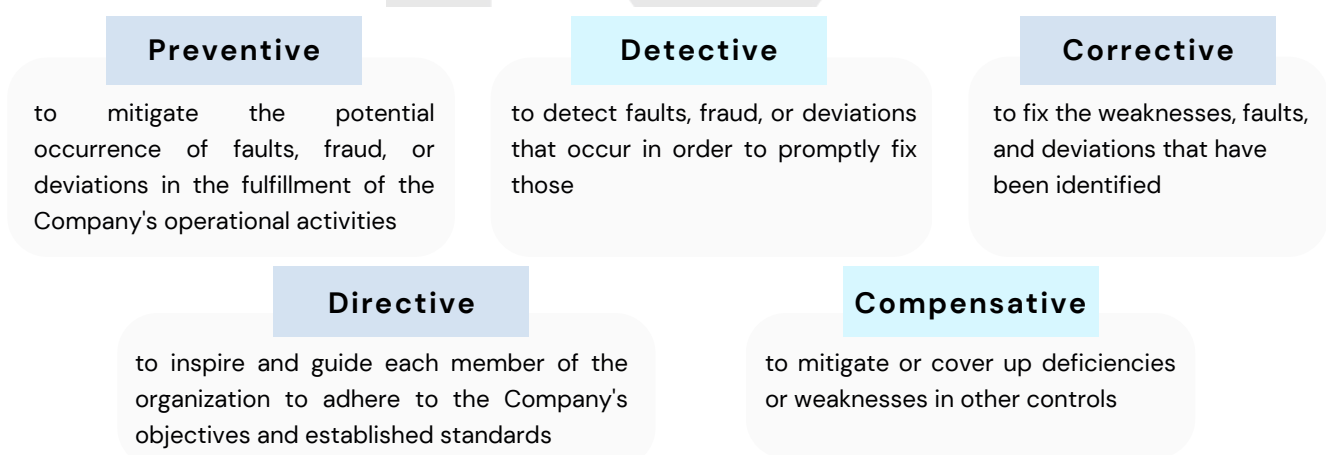 Preventive
to mitigate the potential
occurrence of faults, fraud, or
deviations in the fulfillment of the
Company's operational activities
Detective
to detect faults, fraud, or deviations
that occur in order to promptly fix
those
Corrective
to fix the weaknesses, faults,
and deviations that have
been identified
Directive
to inspire and guide each member of the
organization to adhere to the Company's
objectives and established standards
Compensative
to mitigate or cover up deficiencies
or weaknesses in other controls